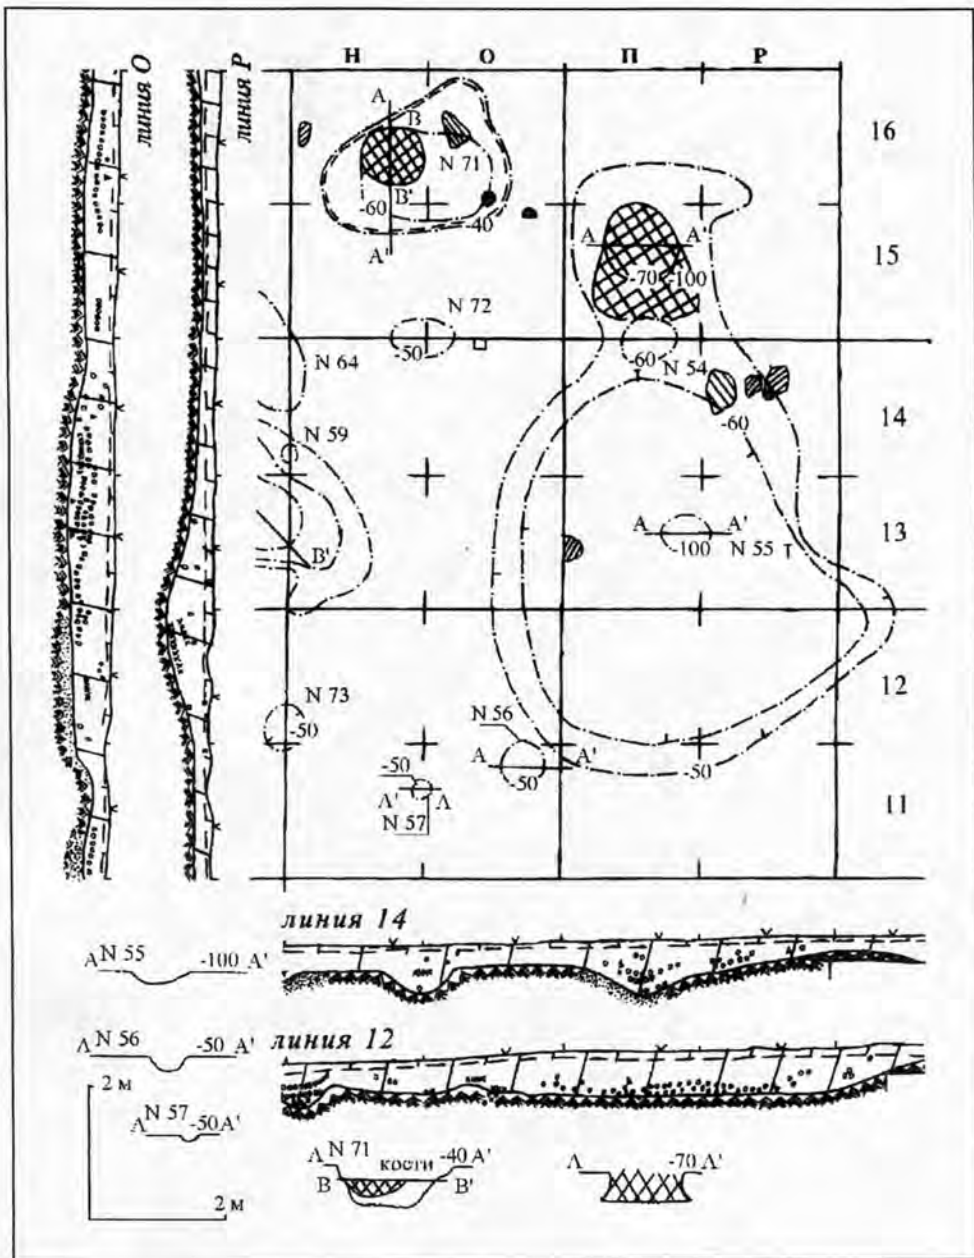 линия О
линия Р
Н О П Р
16
А
В
N 71
В'
-60
-40
А'
15
А А'
-70 -100
N 72
-50
-60
N 54
N 64
14
-60
N 59
13
А А'
-100
N 55
В'
12
N 73
-50
N 56
А А'
-50
-50
-50
А' А
N 57
11
линия 14
А N 55 -100 А'
линия 12
А N 56 -50 А'
2 м
А N 57 -50 А'
2 м
А N 71 -40 А'
кости
В В'
А -70 А'